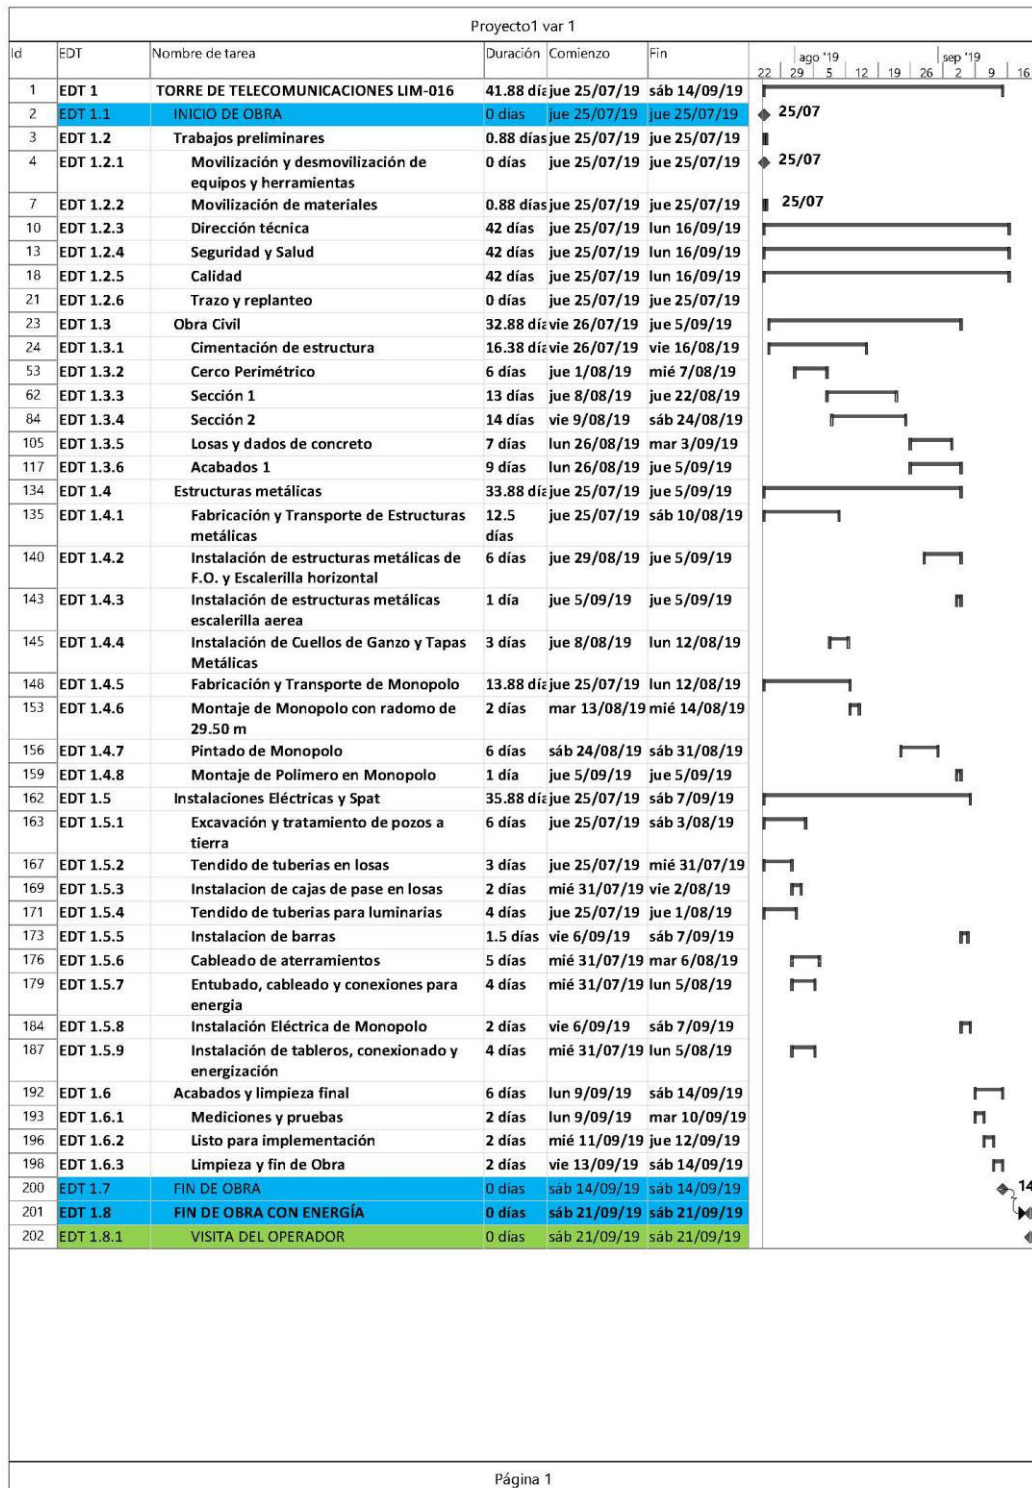 Proyecto1 var 1
Id EDT Nombre de tarea Duración Comienzo Fin ago '19 sep '19
22 29 5 12 19 26 2 9 16
1 EDT 1 TORRE DE TELECOMUNICACIONES LIM-016 41.88 día jue 25/07/19 sáb 14/09/19
2 EDT 1.1 INICIO DE OBRA 0 días jue 25/07/19 jue 25/07/19 25/07
3 EDT 1.2 Trabajos preliminares 0.88 días jue 25/07/19 jue 25/07/19
4 EDT 1.2.1 Movilización y desmovilización de 0 días jue 25/07/19 jue 25/07/19 25/07
equipos y herramientas
7 EDT 1.2.2 Movilización de materiales 0.88 días jue 25/07/19 jue 25/07/19 25/07
10 EDT 1.2.3 Dirección técnica 42 días jue 25/07/19 lun 16/09/19
13 EDT 1.2.4 Seguridad y Salud 42 días jue 25/07/19 lun 16/09/19
18 EDT 1.2.5 Calidad 42 días jue 25/07/19 lun 16/09/19
21 EDT 1.2.6 Trazo y replanteo 0 días jue 25/07/19 jue 25/07/19
23 EDT 1.3 Obra Civil 32.88 día vie 26/07/19 jue 5/09/19
24 EDT 1.3.1 Cimentación de estructura 16.38 día vie 26/07/19 vie 16/08/19
53 EDT 1.3.2 Cerco Perimétrico 6 días jue 1/08/19 mié 7/08/19
62 EDT 1.3.3 Sección 1 13 días jue 8/08/19 jue 22/08/19
84 EDT 1.3.4 Sección 2 14 días vie 9/08/19 sáb 24/08/19
105 EDT 1.3.5 Losas y dados de concreto 7 días lun 26/08/19 mar 3/09/19
117 EDT 1.3.6 Acabados 1 9 días lun 26/08/19 jue 5/09/19
134 EDT 1.4 Estructuras metálicas 33.88 día jue 25/07/19 jue 5/09/19
135 EDT 1.4.1 Fabricación y Transporte de Estructuras 12.5 jue 25/07/19 sáb 10/08/19
metálicas días
140 EDT 1.4.2 Instalación de estructuras metálicas de 6 días jue 29/08/19 jue 5/09/19
F.O. y Escalerilla horizontal
143 EDT 1.4.3 Instalación de estructuras metálicas 1 día jue 5/09/19 jue 5/09/19
escalerilla aerea
145 EDT 1.4.4 Instalación de Cuellos de Ganzo y Tapas 3 días jue 8/08/19 lun 12/08/19
Metálicas
148 EDT 1.4.5 Fabricación y Transporte de Monopolo 13.88 día jue 25/07/19 lun 12/08/19
153 EDT 1.4.6 Montaje de Monopolo con radomo de 2 días mar 13/08/19 mié 14/08/19
29.50 m
156 EDT 1.4.7 Pintado de Monopolo 6 días sáb 24/08/19 sáb 31/08/19
159 EDT 1.4.8 Montaje de Polimero en Monopolo 1 día jue 5/09/19 jue 5/09/19
162 EDT 1.5 Instalaciones Eléctricas y Spat 35.88 día jue 25/07/19 sáb 7/09/19
163 EDT 1.5.1 Excavación y tratamiento de pozos a 6 días jue 25/07/19 sáb 3/08/19
tierra
167 EDT 1.5.2 Tendido de tuberias en losas 3 días jue 25/07/19 mié 31/07/19
169 EDT 1.5.3 Instalacion de cajas de pase en losas 2 días mié 31/07/19 vie 2/08/19
171 EDT 1.5.4 Tendido de tuberias para luminarias 4 días jue 25/07/19 jue 1/08/19
173 EDT 1.5.5 Instalacion de barras 1.5 días vie 6/09/19 sáb 7/09/19
176 EDT 1.5.6 Cableado de aterramientos 5 días mié 31/07/19 mar 6/08/19
179 EDT 1.5.7 Entubado, cableado y conexiones para 4 días mié 31/07/19 lun 5/08/19
energia
184 EDT 1.5.8 Instalación Eléctrica de Monopolo 2 días vie 6/09/19 sáb 7/09/19
187 EDT 1.5.9 Instalación de tableros, conexionado y 4 días mié 31/07/19 lun 5/08/19
energización
192 EDT 1.6 Acabados y limpieza final 6 días lun 9/09/19 sáb 14/09/19
193 EDT 1.6.1 Mediciones y pruebas 2 días lun 9/09/19 mar 10/09/19
196 EDT 1.6.2 Listo para implementación 2 días mié 11/09/19 jue 12/09/19
198 EDT 1.6.3 Limpieza y fin de Obra 2 días vie 13/09/19 sáb 14/09/19
200 EDT 1.7 FIN DE OBRA 0 días sáb 14/09/19 sáb 14/09/19 14
201 EDT 1.8 FIN DE OBRA CON ENERGÍA 0 días sáb 21/09/19 sáb 21/09/19
202 EDT 1.8.1 VISITA DEL OPERADOR 0 días sáb 21/09/19 sáb 21/09/19
Página 1